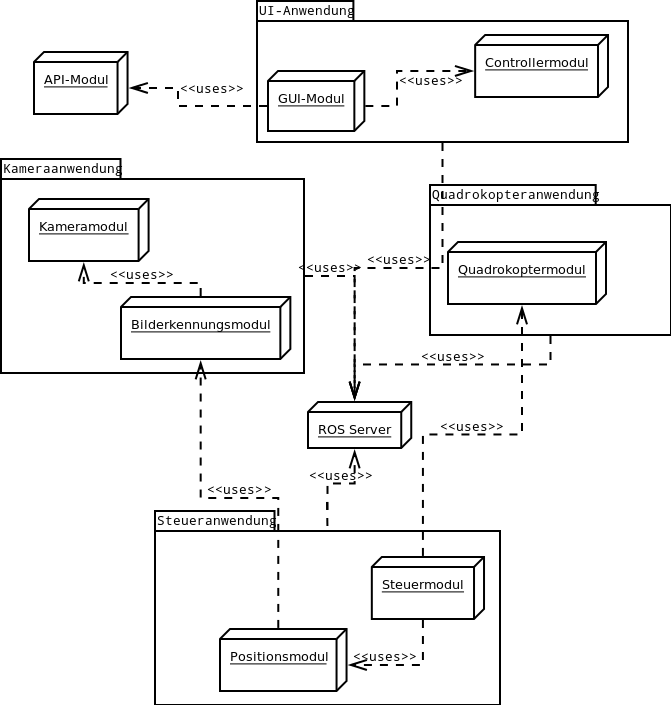 UI-Anwendung
API-Modul
<<uses>>
GUI-Modul
<<uses>>
Controllermodul
Kameraanwendung
Kameramodul
<<uses>>
Bilderkennungsmodul
<<uses>>
<<uses>>
Quadrokopteranwendung
Quadrokoptermodul
<<uses>>
ROS Server
<<uses>>
<<uses>>
<<uses>>
Steueranwendung
Steuermodul
Positionsmodul
<<uses>>